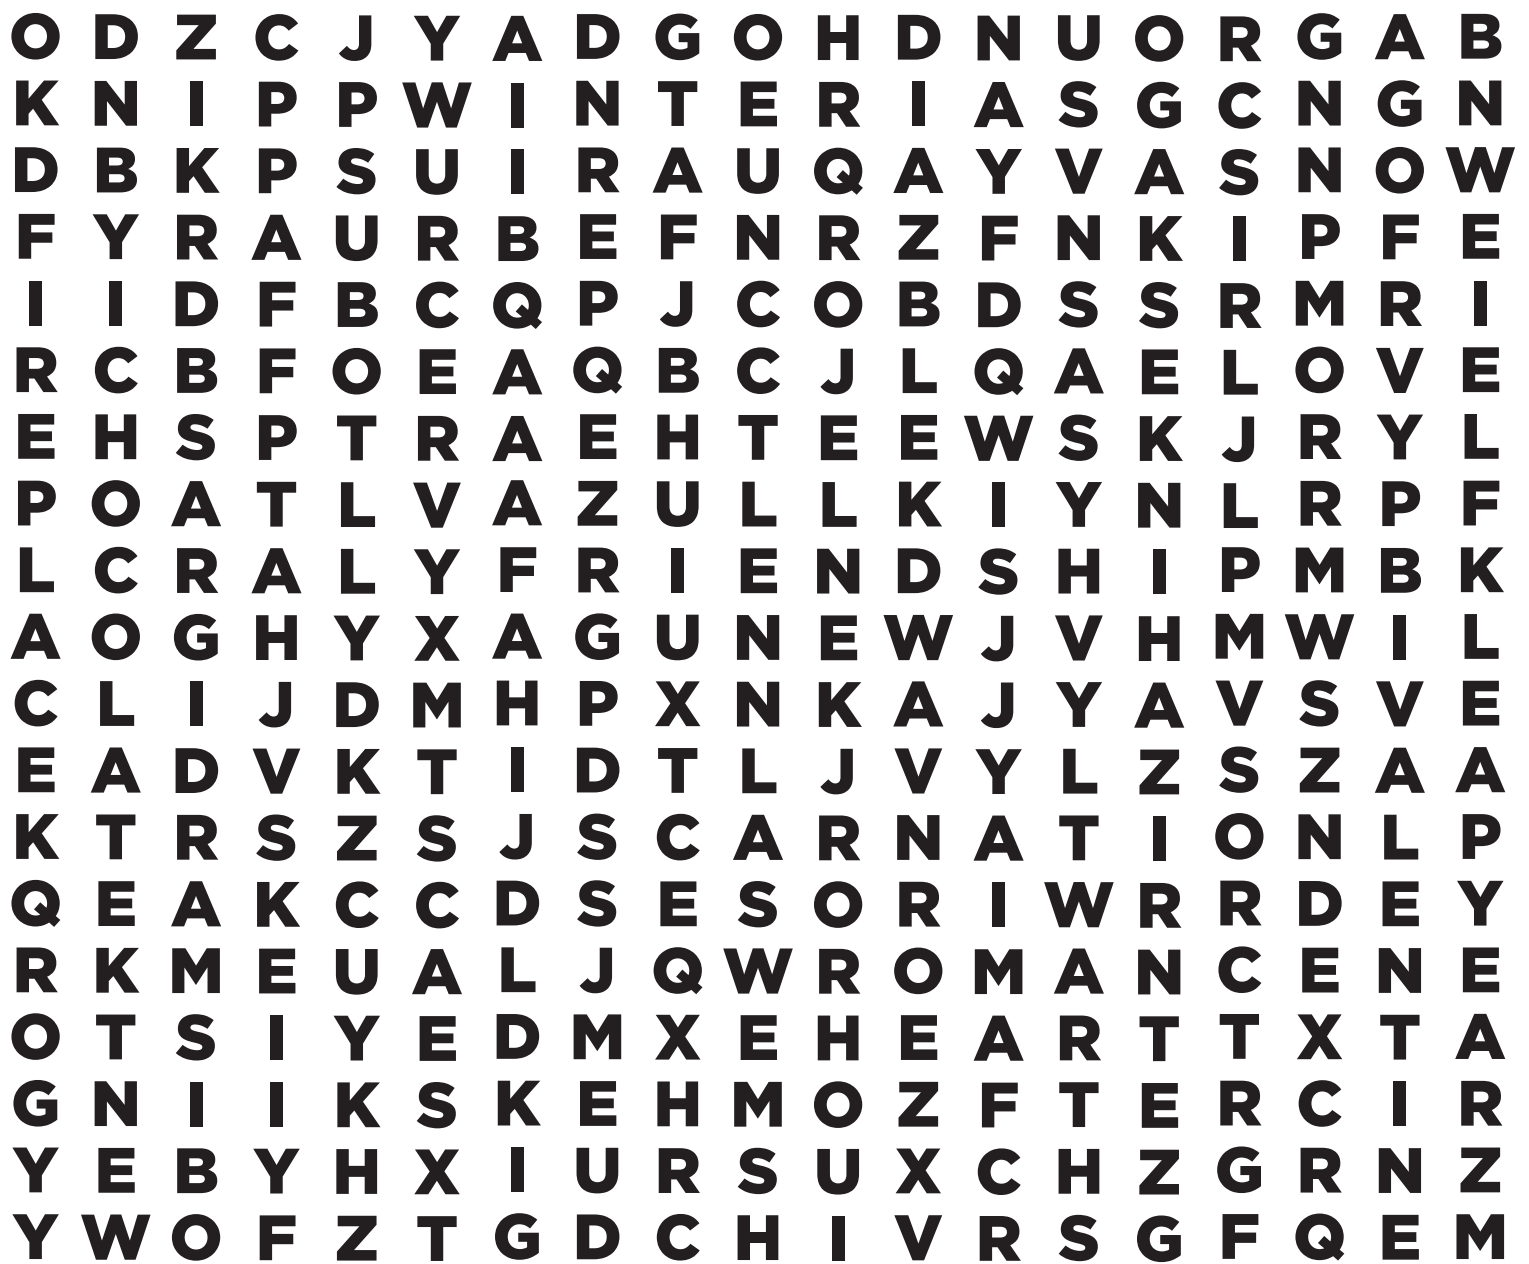 O D Z C J Y A D G O H D N U O R G A B
K N I P P W I N T E R I A S G C N G N
D B K P S U I R A U Q A Y V A S N O W
F Y R A U R B E F N R Z F N K I P F E
I I D F B C Q P J C O B D S S R M R I
R C B F O E A Q B C J L Q A E L O V E
E H S P T R A E H T E E W S K J R Y L
P O A T L V A Z U L L K I Y N L R P F
L C R A L Y F R I E N D S H I P M B K
A O G H Y X A G U N E W J V H M W I L
C L I J D M H P X N K A J Y A V S V E
E A D V K T I D T L J V Y L Z S Z A A
K T R S Z S J S C A R N A T I O N L P
Q E A K C C D S E S O R I W R R D E Y
R K M E U A L J Q W R O M A N C E N E
O T S I Y E D M X E H E A R T T X T A
G N I I K S K E H M O Z F T E R C I R
Y E B Y H X I U R S U X C H Z G R N Z
Y W O F Z T G D C H I V R S G F Q E M